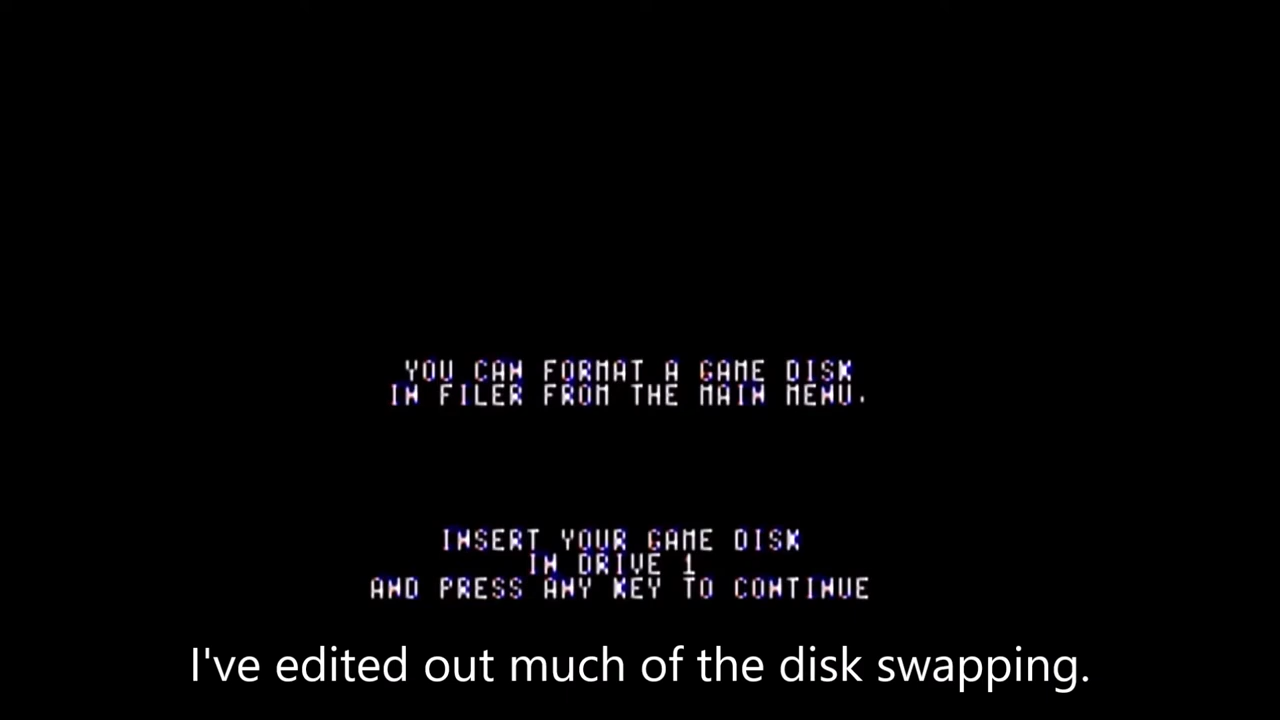 YOU CAN FORMAT A GAME DISK
IN FILER FROM THE MAIN MENU.
INSERT YOUR GAME DISK
IN DRIVE 1
AND PRESS ANY KEY TO CONTINUE
I've edited out much of the disk swapping.